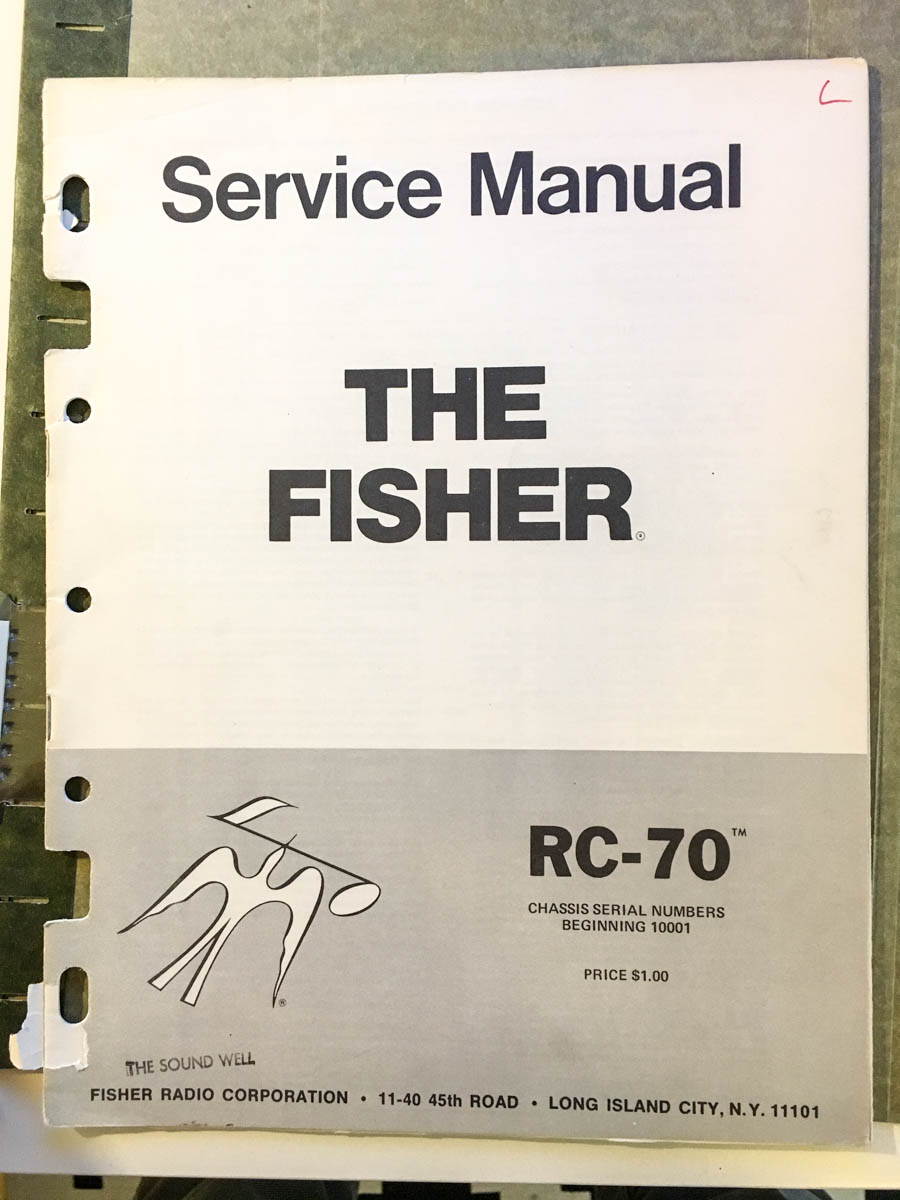 L
Service Manual
THE
FISHER®
RC-70™
CHASSIS SERIAL NUMBERS
BEGINNING 10001
PRICE $1.00
®
THE SOUND WELL
FISHER RADIO CORPORATION • 11-40 45th ROAD • LONG ISLAND CITY, N.Y. 11101